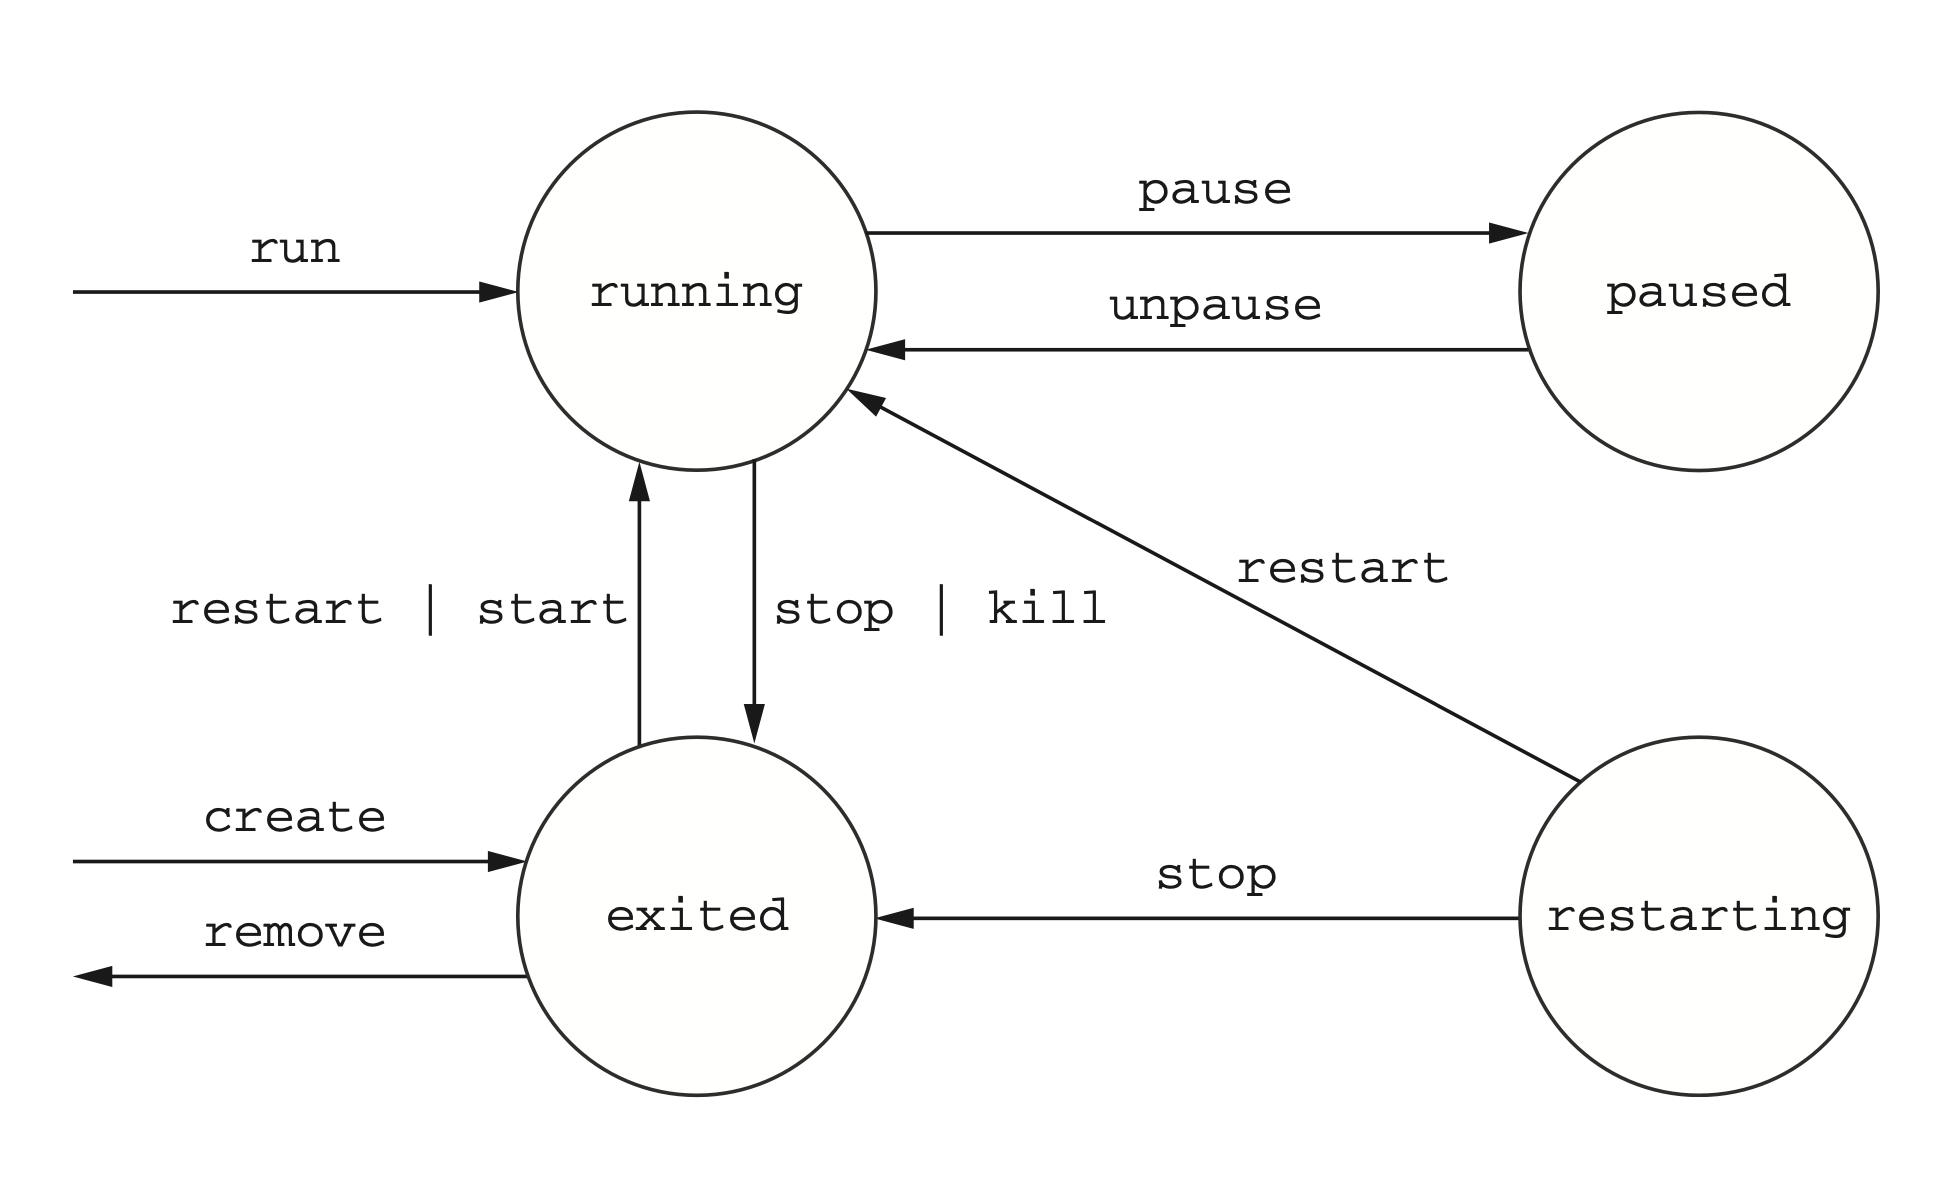 pause
run
running
paused
unpause
restart
restart | start
stop | kill
create
stop
exited
restarting
remove